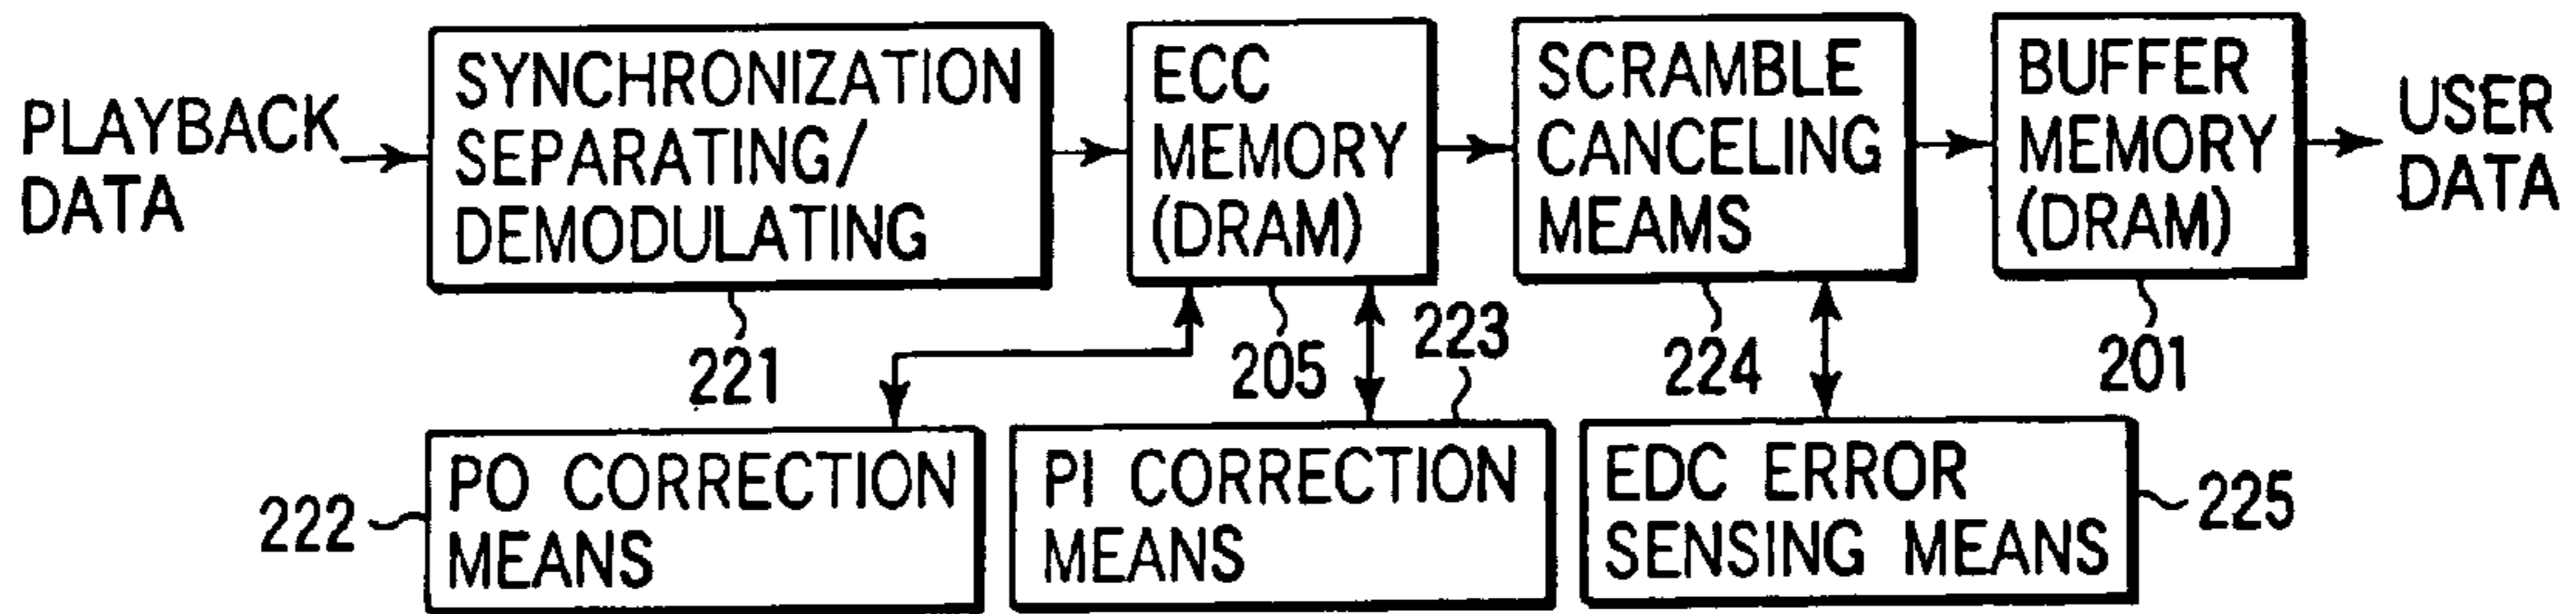 PLAYBACK
DATA
SYNCHRONIZATION
SEPARATING/
DEMODULATING
ECC
MEMORY
(DRAM)
SCRAMBLE
CANCELING
MEAMS
BUFFER
MEMORY
(DRAM)
USER
DATA
221
205
223
224
201
222
PO CORRECTION
MEANS
PI CORRECTION
MEANS
EDC ERROR
SENSING MEANS
225